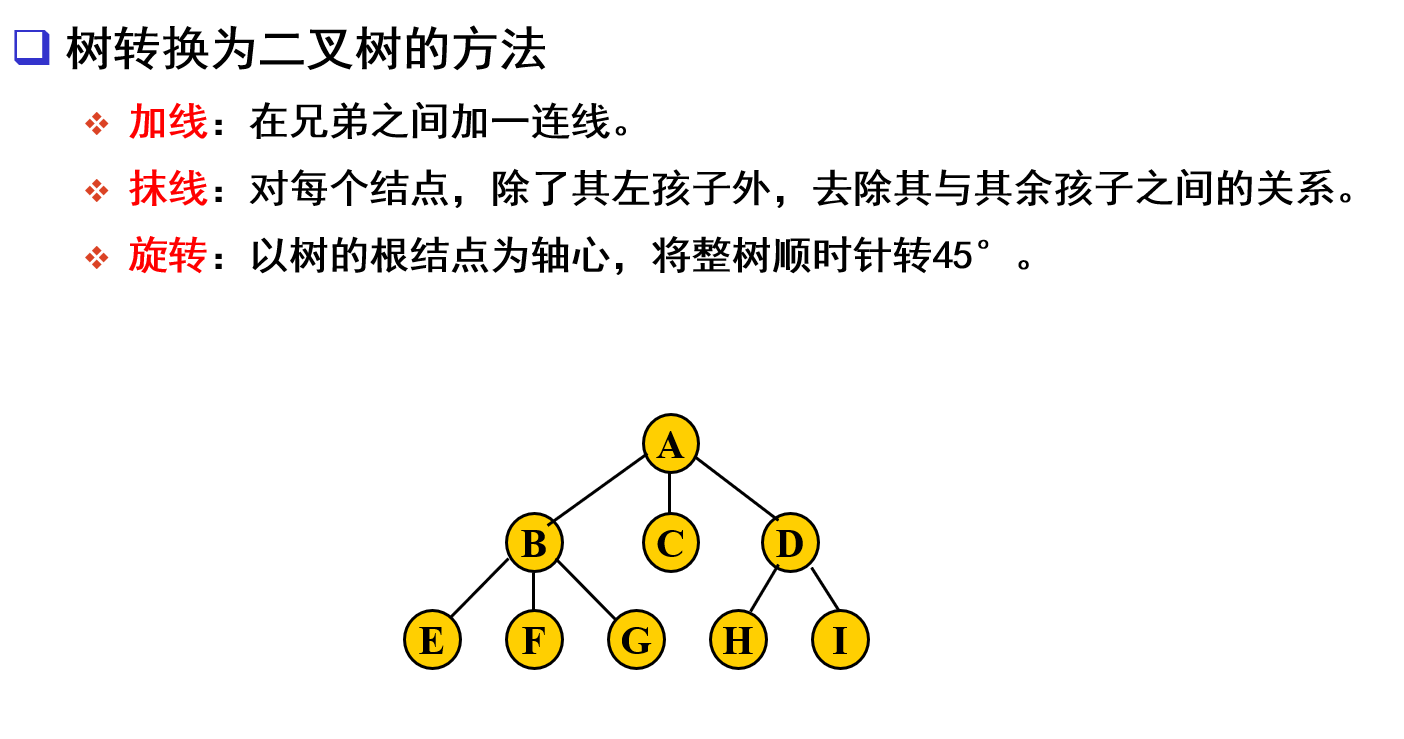 树转换为二叉树的方法
加线：在兄弟之间加一连线。
抹线：对每个结点，除了其左孩子外，去除其与其余孩子之间的关系。
旋转：以树的根结点为轴心，将整树顺时针转45°。
A
B C D
E F G H I